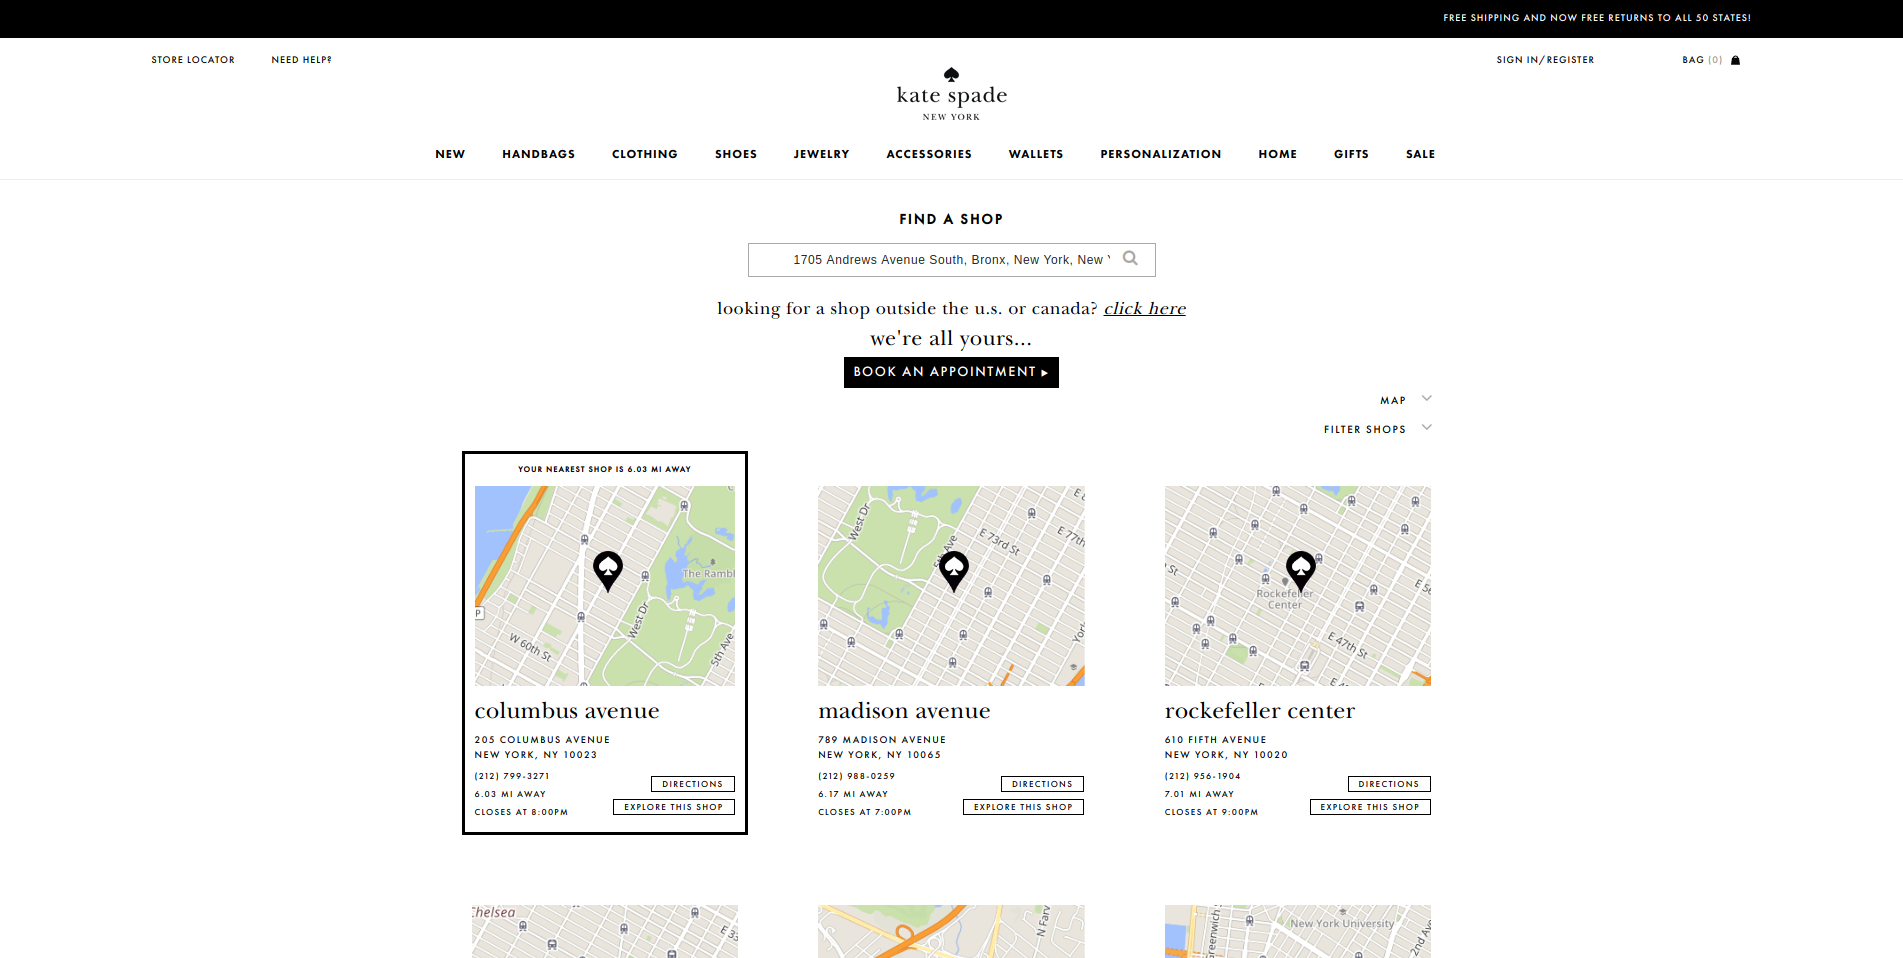 FREE SHIPPING AND NOW FREE RETURNS TO ALL 50 STATES!
STORE LOCATOR
NEED HELP?
SIGN IN/REGISTER
BAG (0)
kate spade
NEW YORK
NEW
HANDBAGS
CLOTHING
SHOES
JEWELRY
ACCESSORIES
WALLETS
PERSONALIZATION
HOME
GIFTS
SALE
FIND A SHOP
1705 Andrews Avenue South, Bronx, New York, New
looking for a shop outside the u.s. or canada? click here
we're all yours...
BOOK AN APPOINTMENT ▸
MAP
FILTER SHOPS
YOUR NEAREST SHOP IS 6.03 MI AWAY
The Rambl
P
West Dr
W 60th St
5th Ave
columbus avenue
205 COLUMBUS AVENUE
NEW YORK, NY 10023
(212) 799-3271
6.03 MI AWAY
CLOSES AT 8:00PM
DIRECTIONS
EXPLORE THIS SHOP
West Dr
E 73rd St
E 77th
York
madison avenue
789 MADISON AVENUE
NEW YORK, NY 10065
(212) 988-0259
6.17 MI AWAY
CLOSES AT 7:00PM
DIRECTIONS
EXPLORE THIS SHOP
Rockefeller
Center
E 47th St
rockefeller center
610 FIFTH AVENUE
NEW YORK, NY 10020
(212) 956-1904
7.01 MI AWAY
CLOSES AT 9:00PM
DIRECTIONS
EXPLORE THIS SHOP
Chelsea
E 33
N Farv
Greenwich
New York University
2nd Ave